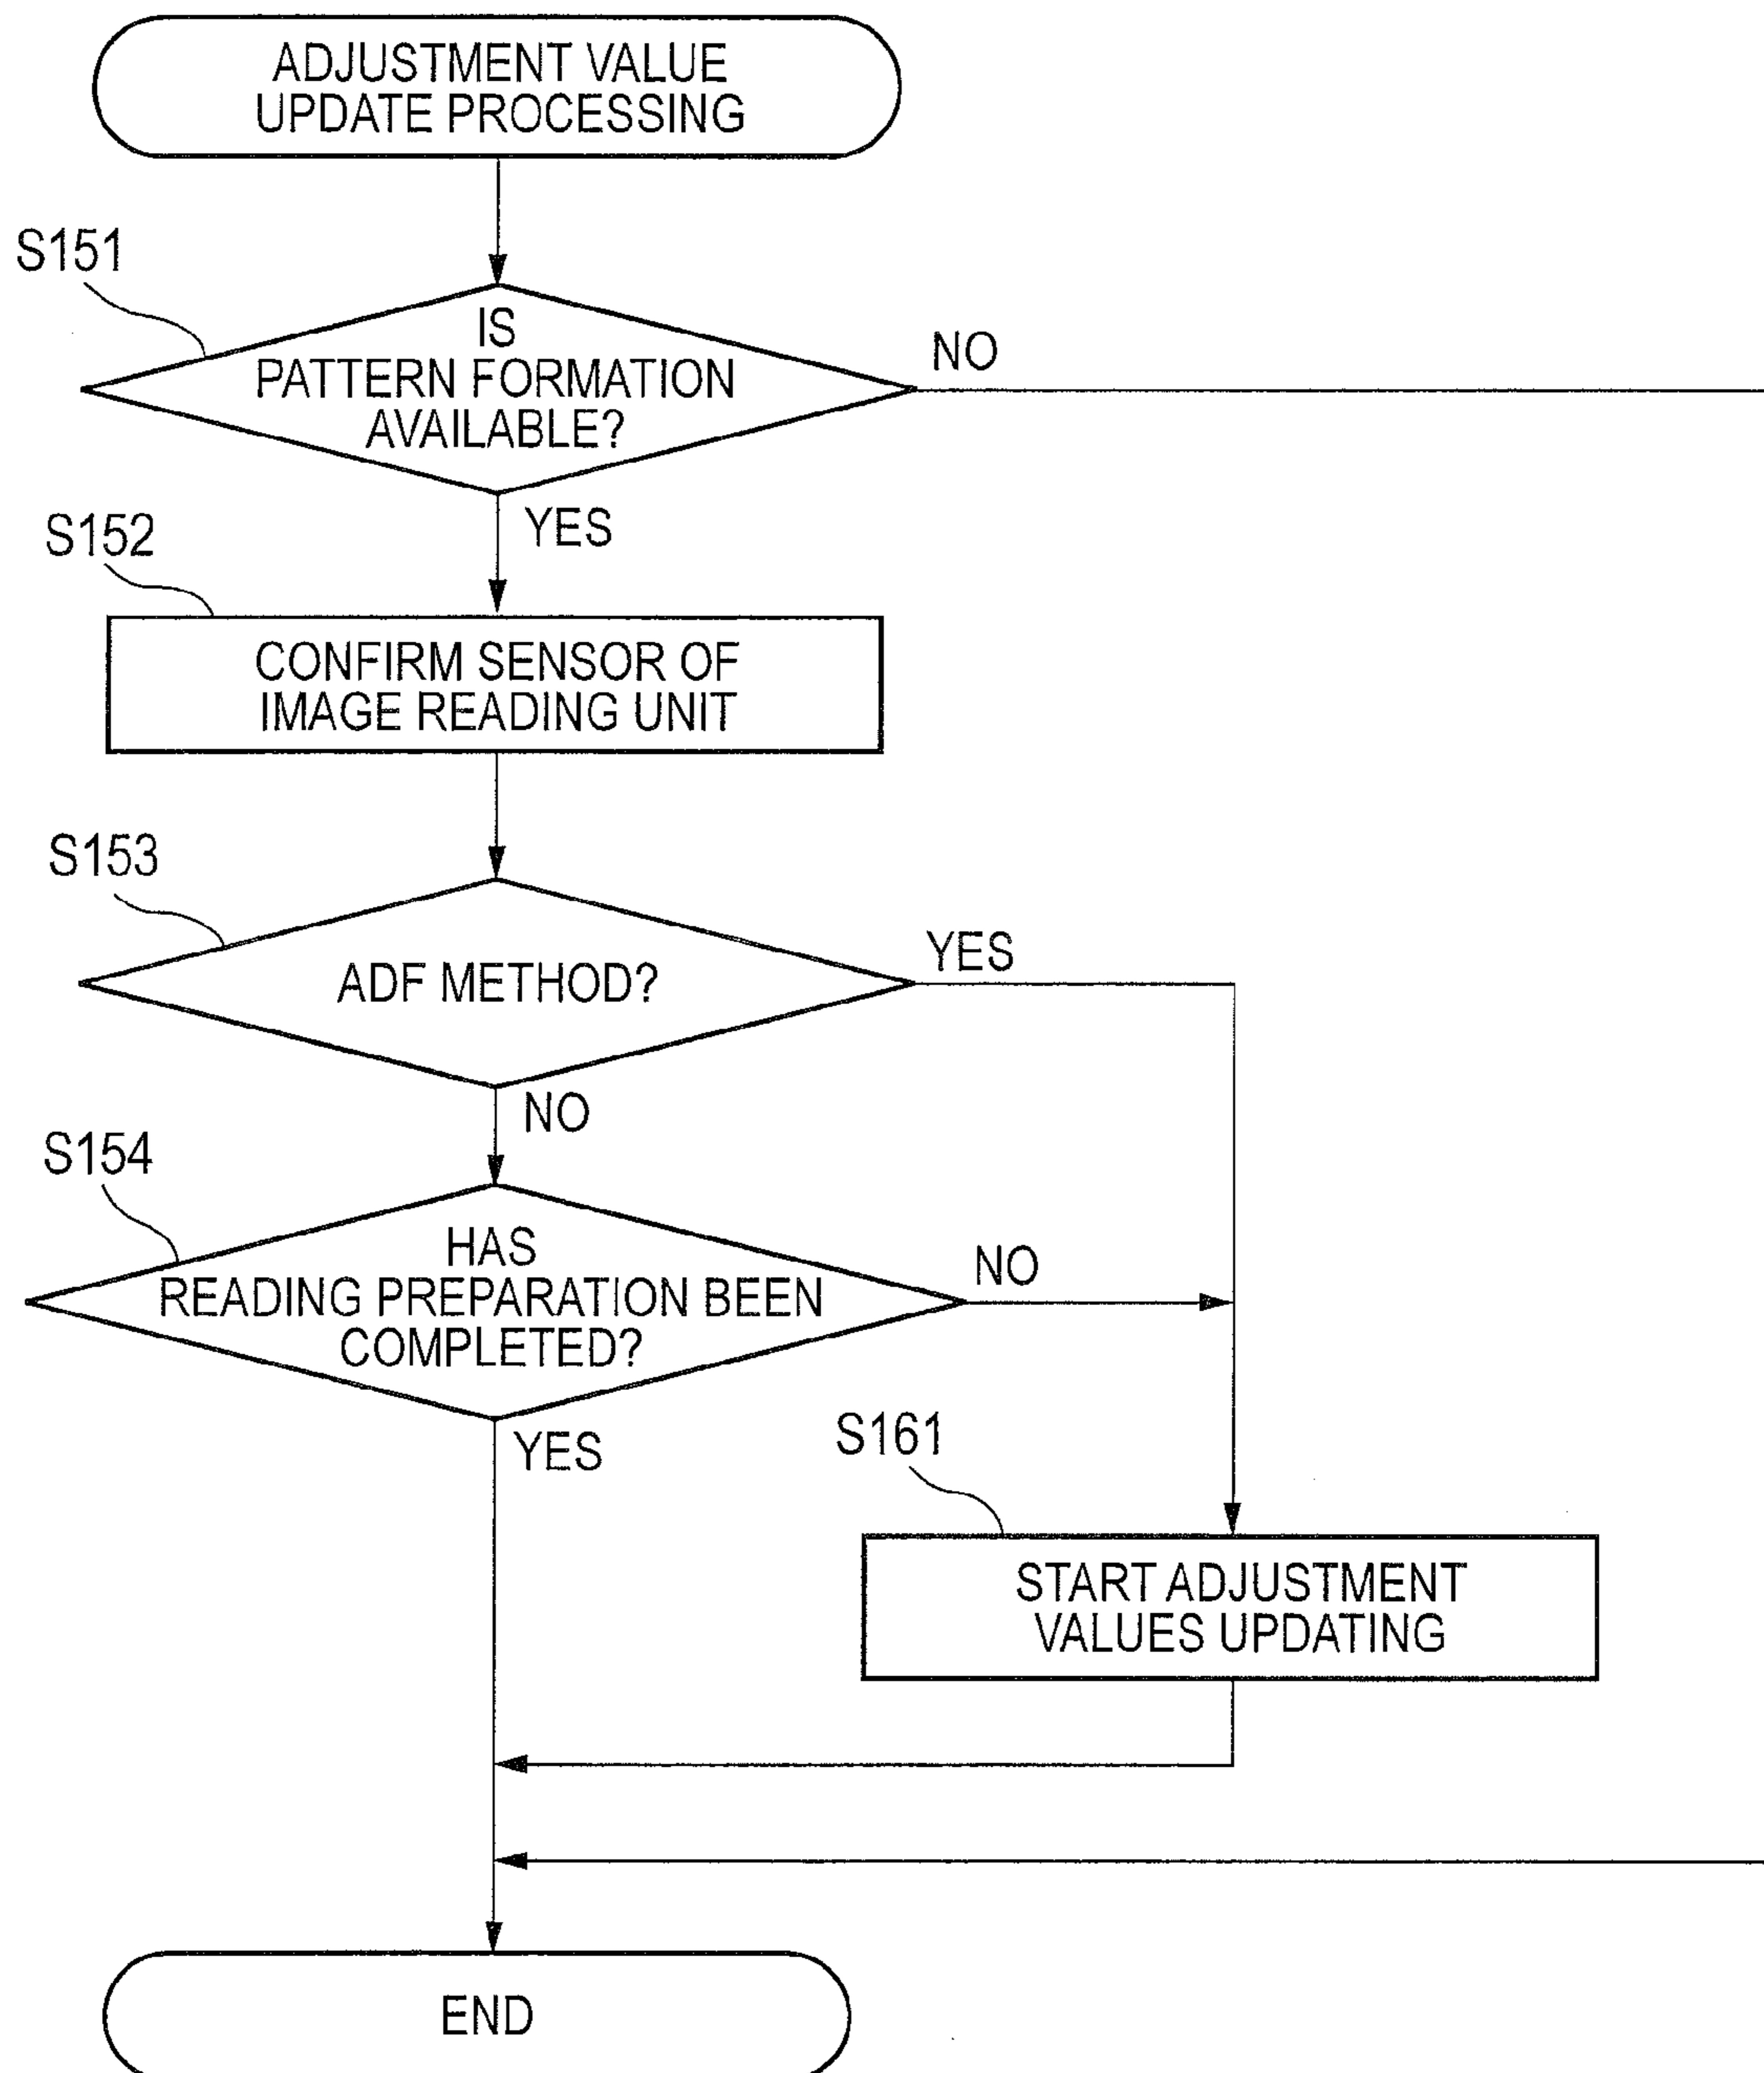 ADJUSTMENT VALUE
UPDATE PROCESSING
S151
IS
PATTERN FORMATION
AVAILABLE?
NO
YES
S152
CONFIRM SENSOR OF
IMAGE READING UNIT
S153
ADF METHOD?
YES
NO
S154
HAS
READING PREPARATION BEEN
COMPLETED?
NO
YES
S161
START ADJUSTMENT
VALUES UPDATING
END